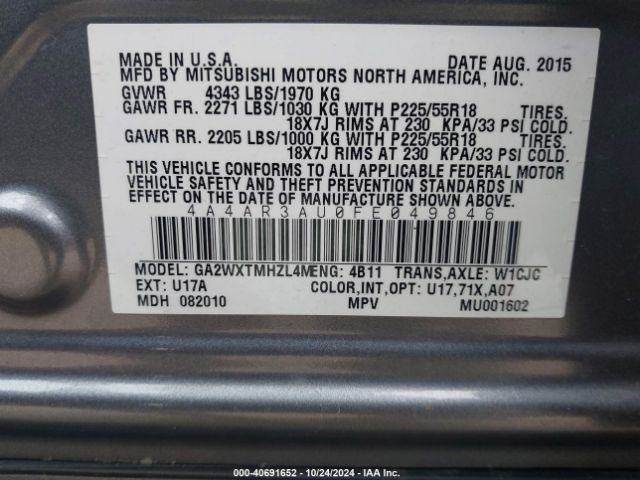 MADE IN U.S.A. DATE AUG. 2015
MFD BY MITSUBISHI MOTORS NORTH AMERICA, INC.
GVWR 4343 LBS/1970 KG
GAWR FR. 2271 LBS/1030 KG WITH P225/55R18 TIRES.
18X7J RIMS AT 230 KPA/33 PSI COLD.
GAWR RR. 2205 LBS/1000 KG WITH P225/55R18 TIRES.
18X7J RIMS AT 230 KPA/33 PSI COLD.
THIS VEHICLE CONFORMS TO ALL APPLICABLE FEDERAL MOTOR
VEHICLE SAFETY AND THEFT PREVENTION STANDARDS IN
EFFECT ON THE DATE OF MANUFACTURE SHOWN ABOVE.
4A4AR3AU0FE049846
MODEL: GA2WXTMHZL4M ENG: 4B11 TRANS,AXLE: W1CJC
EXT: U17A COLOR,INT,OPT: U17,71X,A07
MDH 082010 MPV MU001602
000-40691652 - 10/24/2024 - IAAI.CA